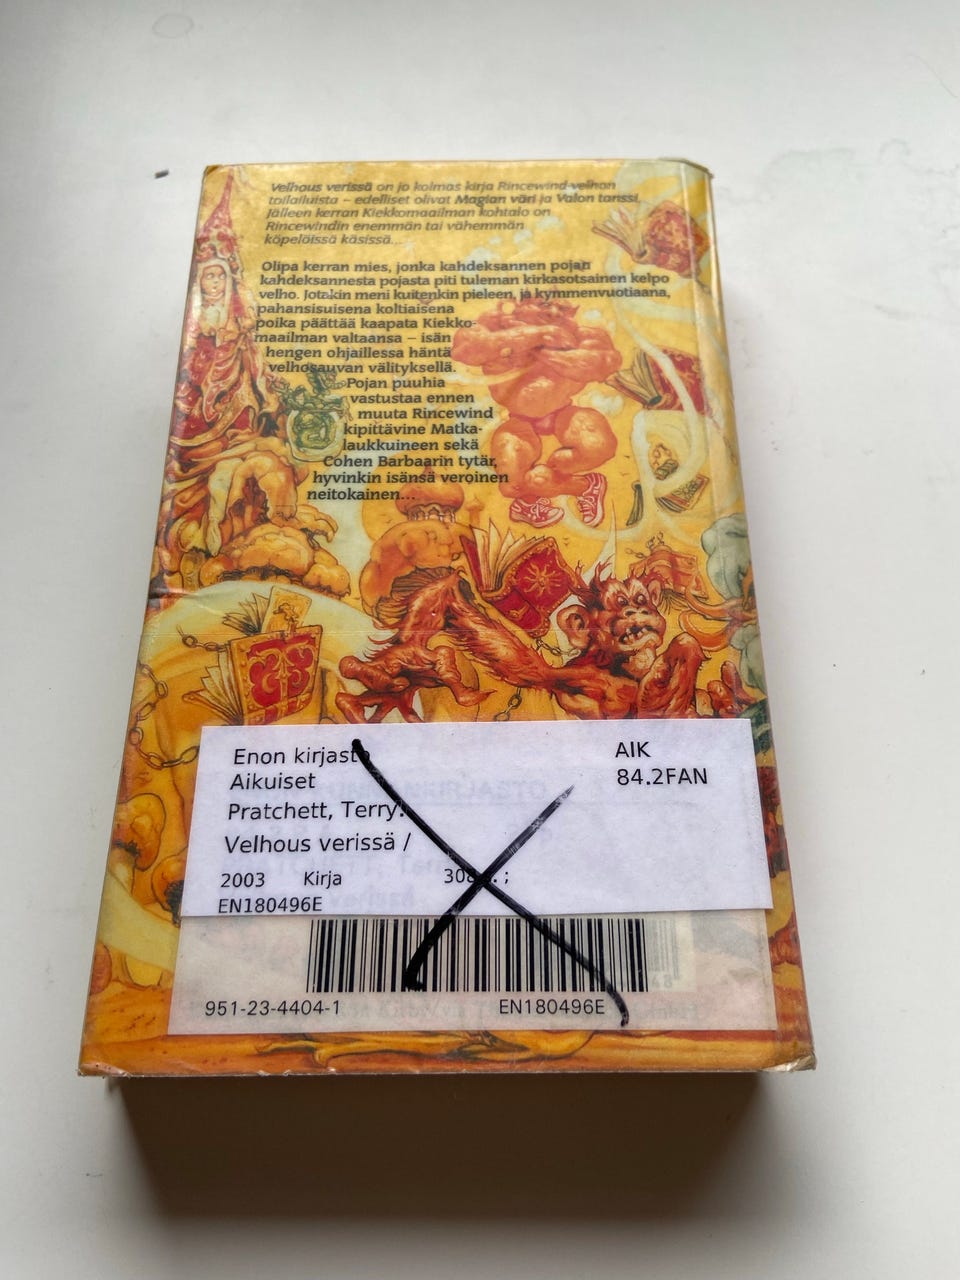 Velhous verissä on jo kolmas kirja Rincewind-velhon
toilailuista – edelliset olivat Magian väri ja Valon tanssi.
Jälleen kerran Kiekkomaailman kohtalo on
Rincewindin enemmän tai vähemmän
köpelöissä käsissä...
Olipa kerran mies, jonka kahdeksannen pojan
kahdeksannesta pojasta piti tuleman kirkasotsainen kelpo
velho. Jotakin meni kuitenkin pieleen, ja kymmenvuotiaana,
pahansisuisena koltiaisena
poika päättää kaapata Kiekko-
maailman valtaansa – isän
hengen ohjaillessa häntä
velhosauvan välityksellä.
Pojan puuhia
vastustaa ennen
muuta Rincewind
kipittävine Matka-
laukkuineen sekä
Cohen Barbaarin tytär,
hyvinkin isänsä veroinen
neitokainen...
Enon kirjasto AIK
Aikuiset 84.2FAN
Pratchett, Terry.
Velhous verissä /
2003 Kirja 308 ;
EN180496E
951-23-4404-1 EN180496E